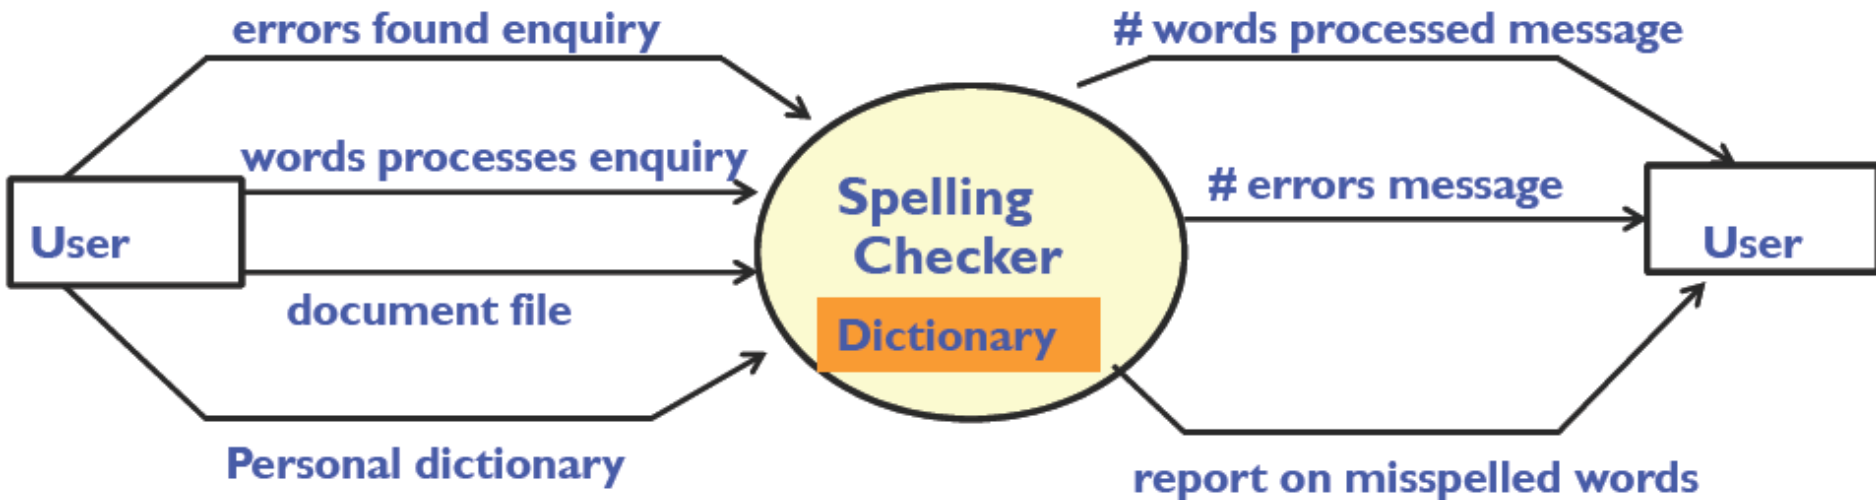 errors found enquiry
# words processed message
words processes enquiry
# errors message
User
Spelling
Checker
User
document file
Dictionary
Personal dictionary
report on misspelled words